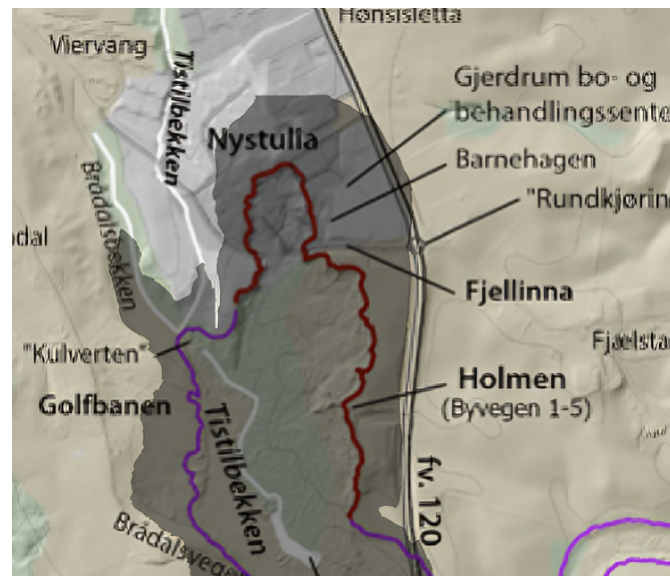 Hønsisletta
Viervang
Tistilbekken
Gjerdrum bo- og
behandlingssente
Nystulia
Barnehagen
Brådalsbekken
"Rundkjørin
dal
Fjellinna
"Kulverten"
Fjælsta
Holmen
(Byvegen 1-5)
Golfbanen
Tistilbekken
fv. 120
Brådalsvege